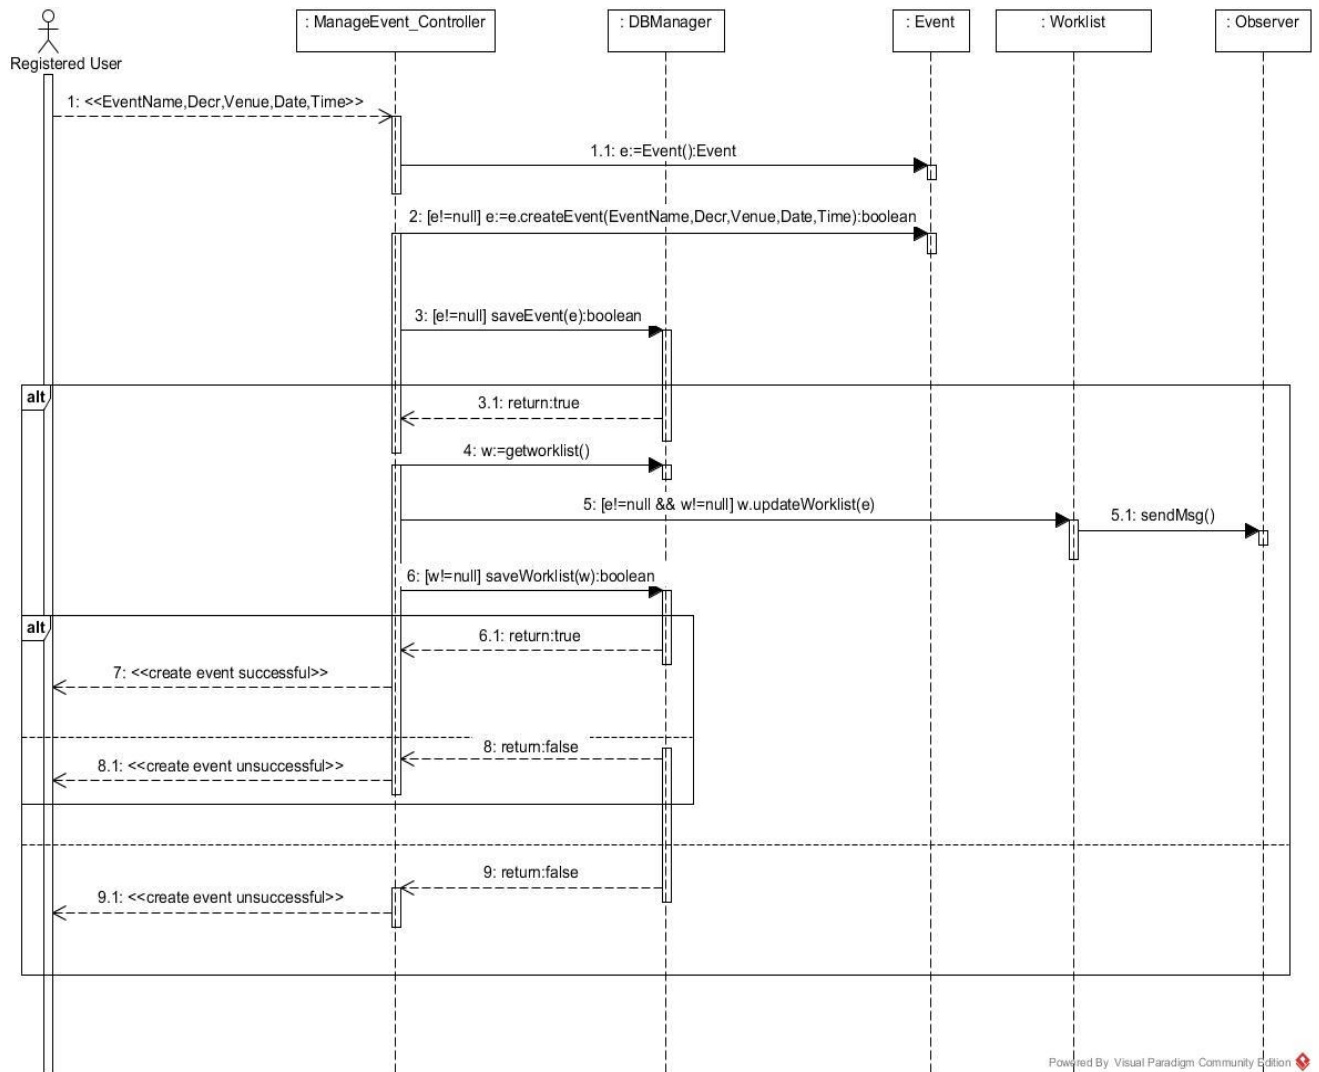 : ManageEvent_Controller
: DBManager
: Event
: Worklist
: Observer
Registered User
1: <<EventName,Decr,Venue,Date,Time>>
1.1: e:=Event():Event
2: [e!=null] e:=e.createEvent(EventName,Decr,Venue,Date,Time):boolean
3: [e!=null] saveEvent(e):boolean
alt
3.1: return:true
4: w:=getworklist()
5: [e!=null && w!=null] w.updateWorklist(e)
5.1: sendMsg()
6: [w!=null] saveWorklist(w):boolean
alt
6.1: return:true
7: <<create event successful>>
8: return:false
8.1: <<create event unsuccessful>>
9: return:false
9.1: <<create event unsuccessful>>
Powered By Visual Paradigm Community Edition